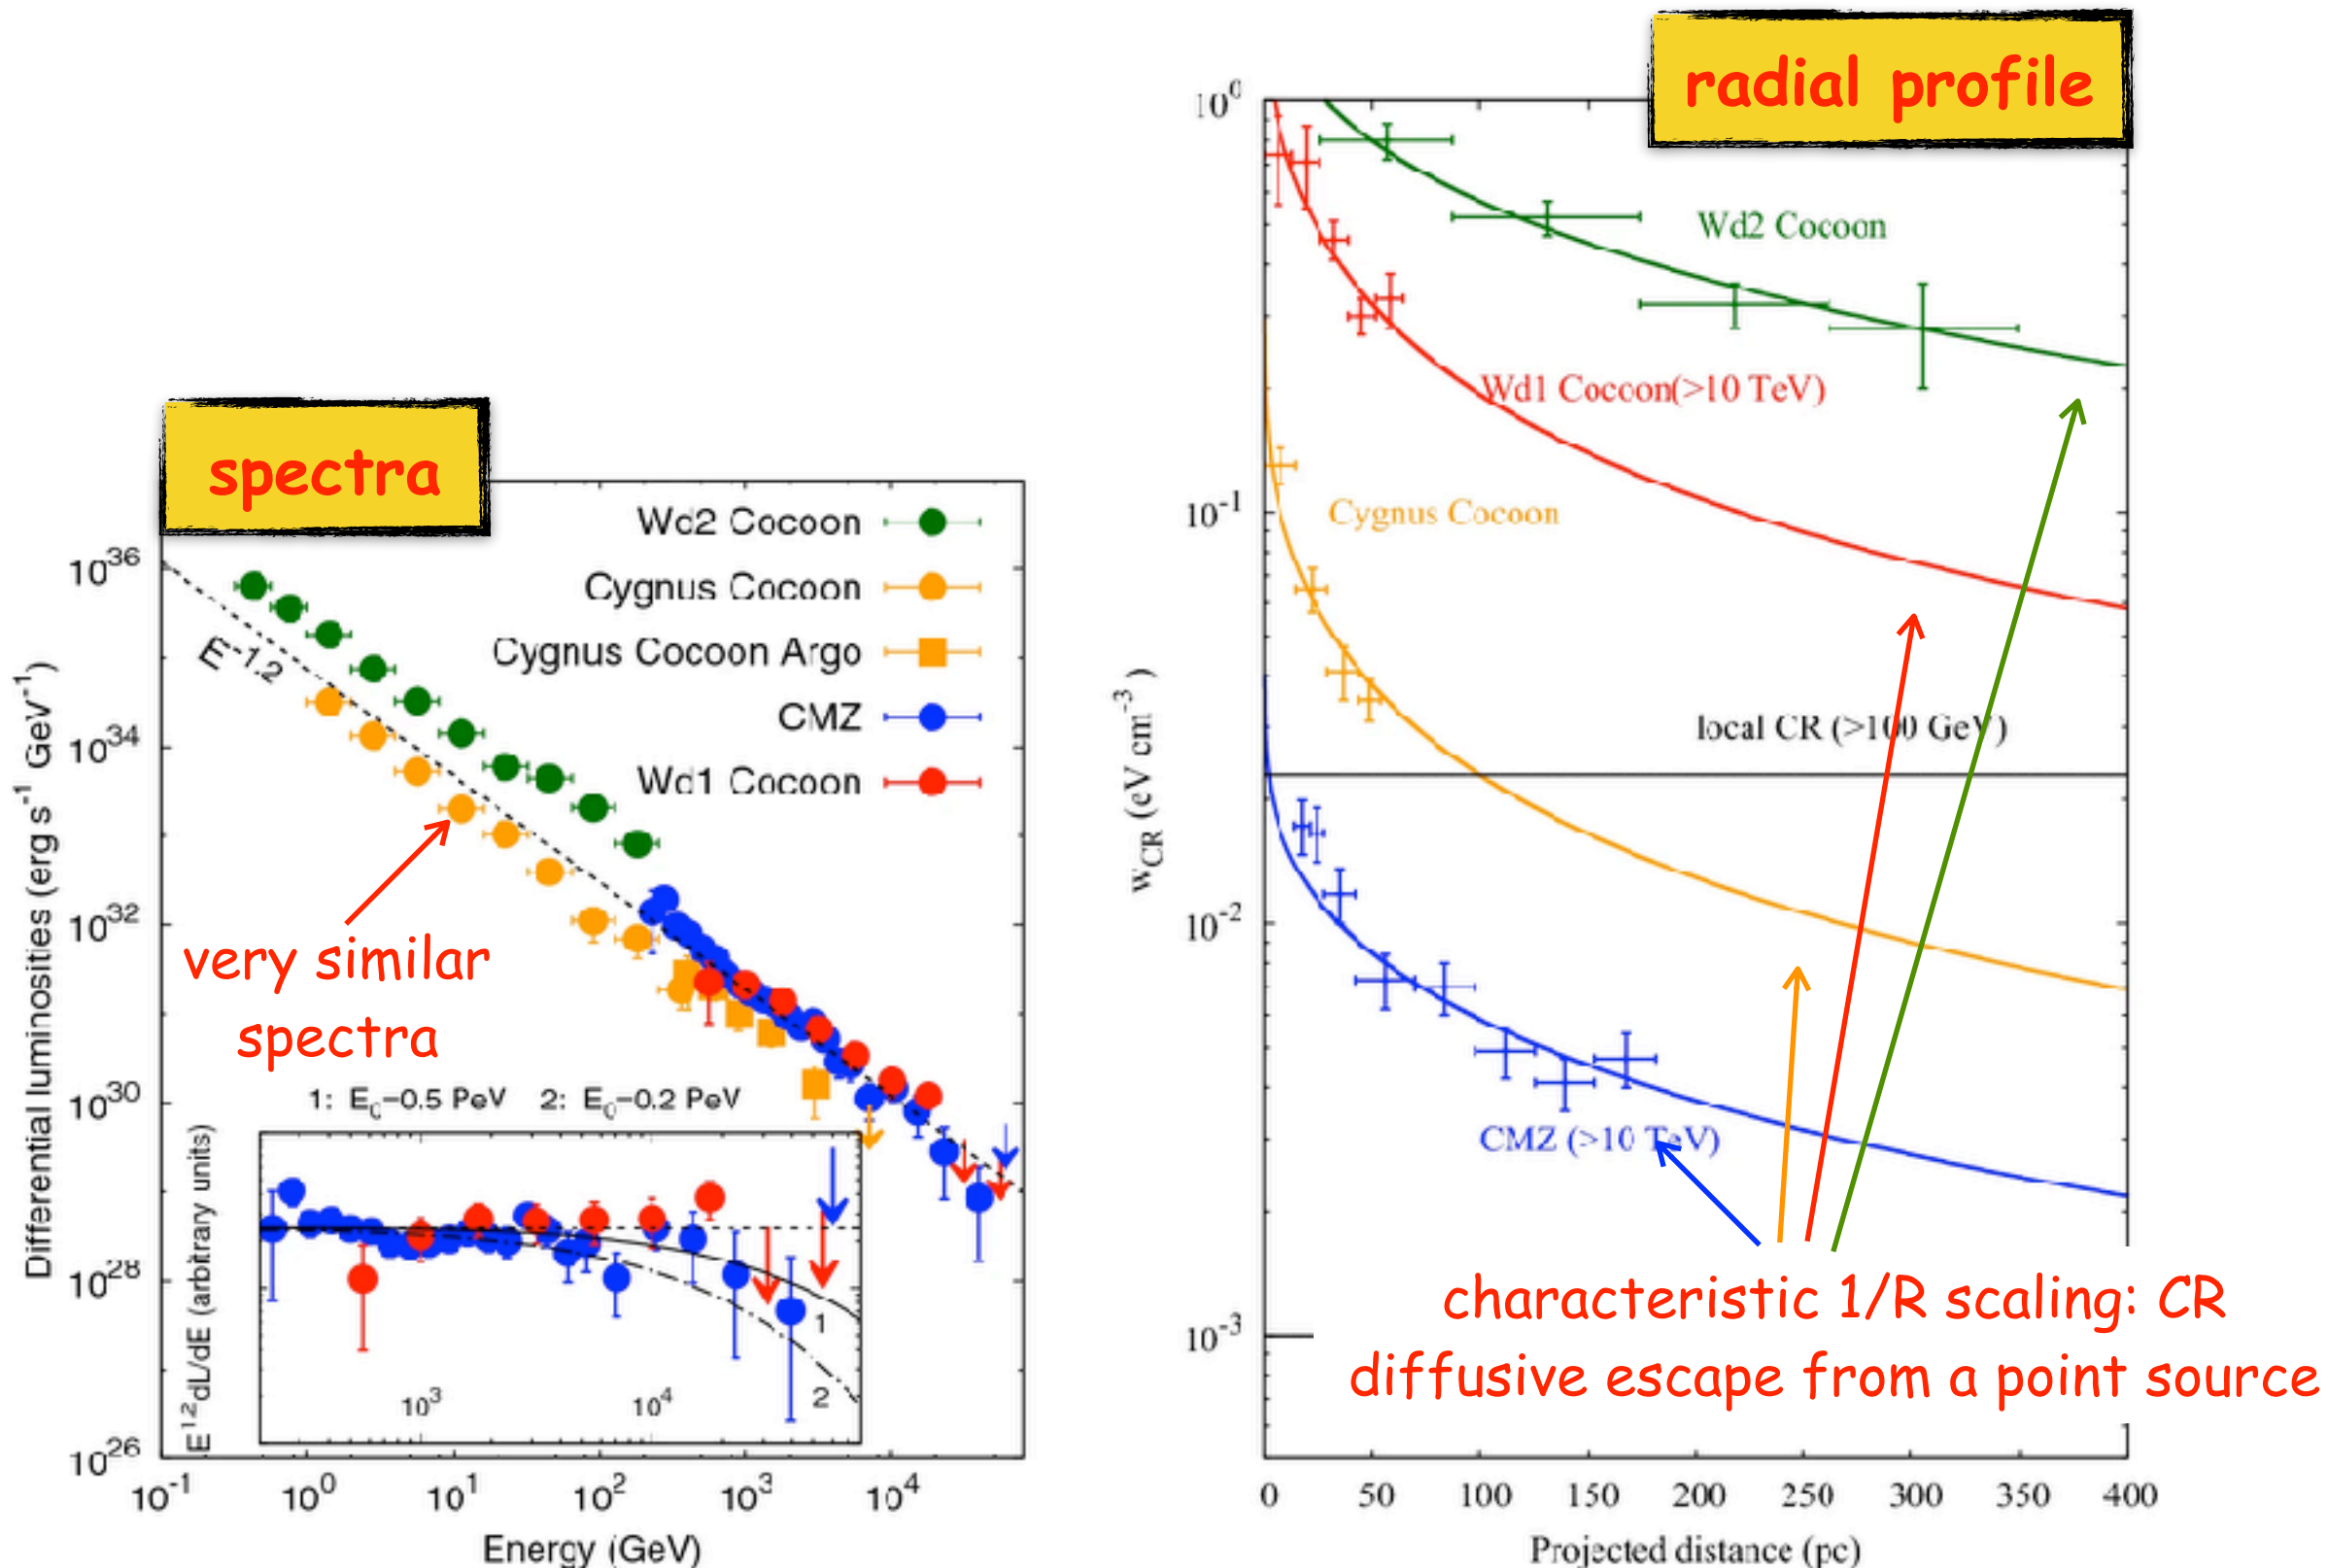 radial profile
spectra
Wd2 Cocoon
Cygnus Cocoon
Cygnus Cocoon Argo
CMZ
Wd1 Cocoon
10^36
10^34
10^32
10^30
10^28
10^26
Differential luminosities (erg s^-1 GeV^-1)
E^-1.2
very similar
spectra
1: E_0-0.5 PeV 2: E_0-0.2 PeV
E^1.2 dL/dE (arbitrary units)
1
2
10^3 10^4
10^-1 10^0 10^1 10^2 10^3 10^4
Energy (GeV)
10^0
10^-1
10^-2
10^-3
w_CR (eV cm^-3)
Wd2 Cocoon
Wd1 Cocoon(>10 TeV)
Cygnus Cocoon
local CR (>100 GeV)
CMZ (>10 TeV)
characteristic 1/R scaling: CR
diffusive escape from a point source
0 50 100 150 200 250 300 350 400
Projected distance (pc)